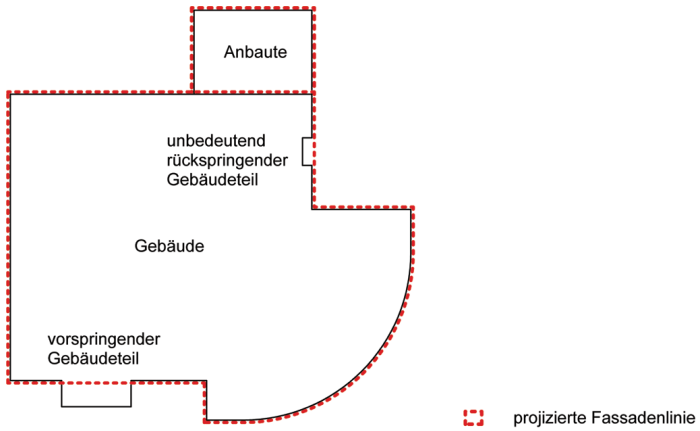 Anbaute
unbedeutend
rückspringender
Gebäudeteil
Gebäude
vorspringender
Gebäudeteil
projizierte Fassadenlinie